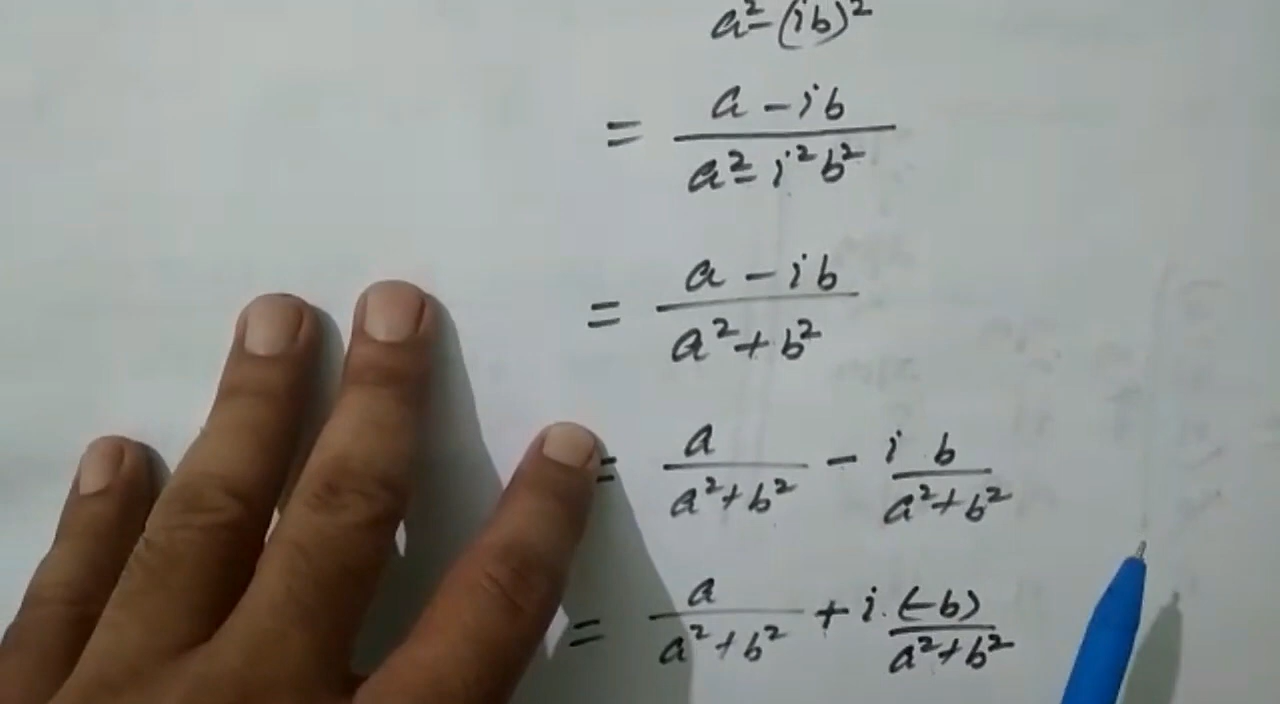 a² - (ib)²
= (a - ib) / (a² - i²b²)
= (a - ib) / (a² + b²)
= a / (a² + b²) - i b / (a² + b²)
= a / (a² + b²) + i. (-b) / (a² + b²)